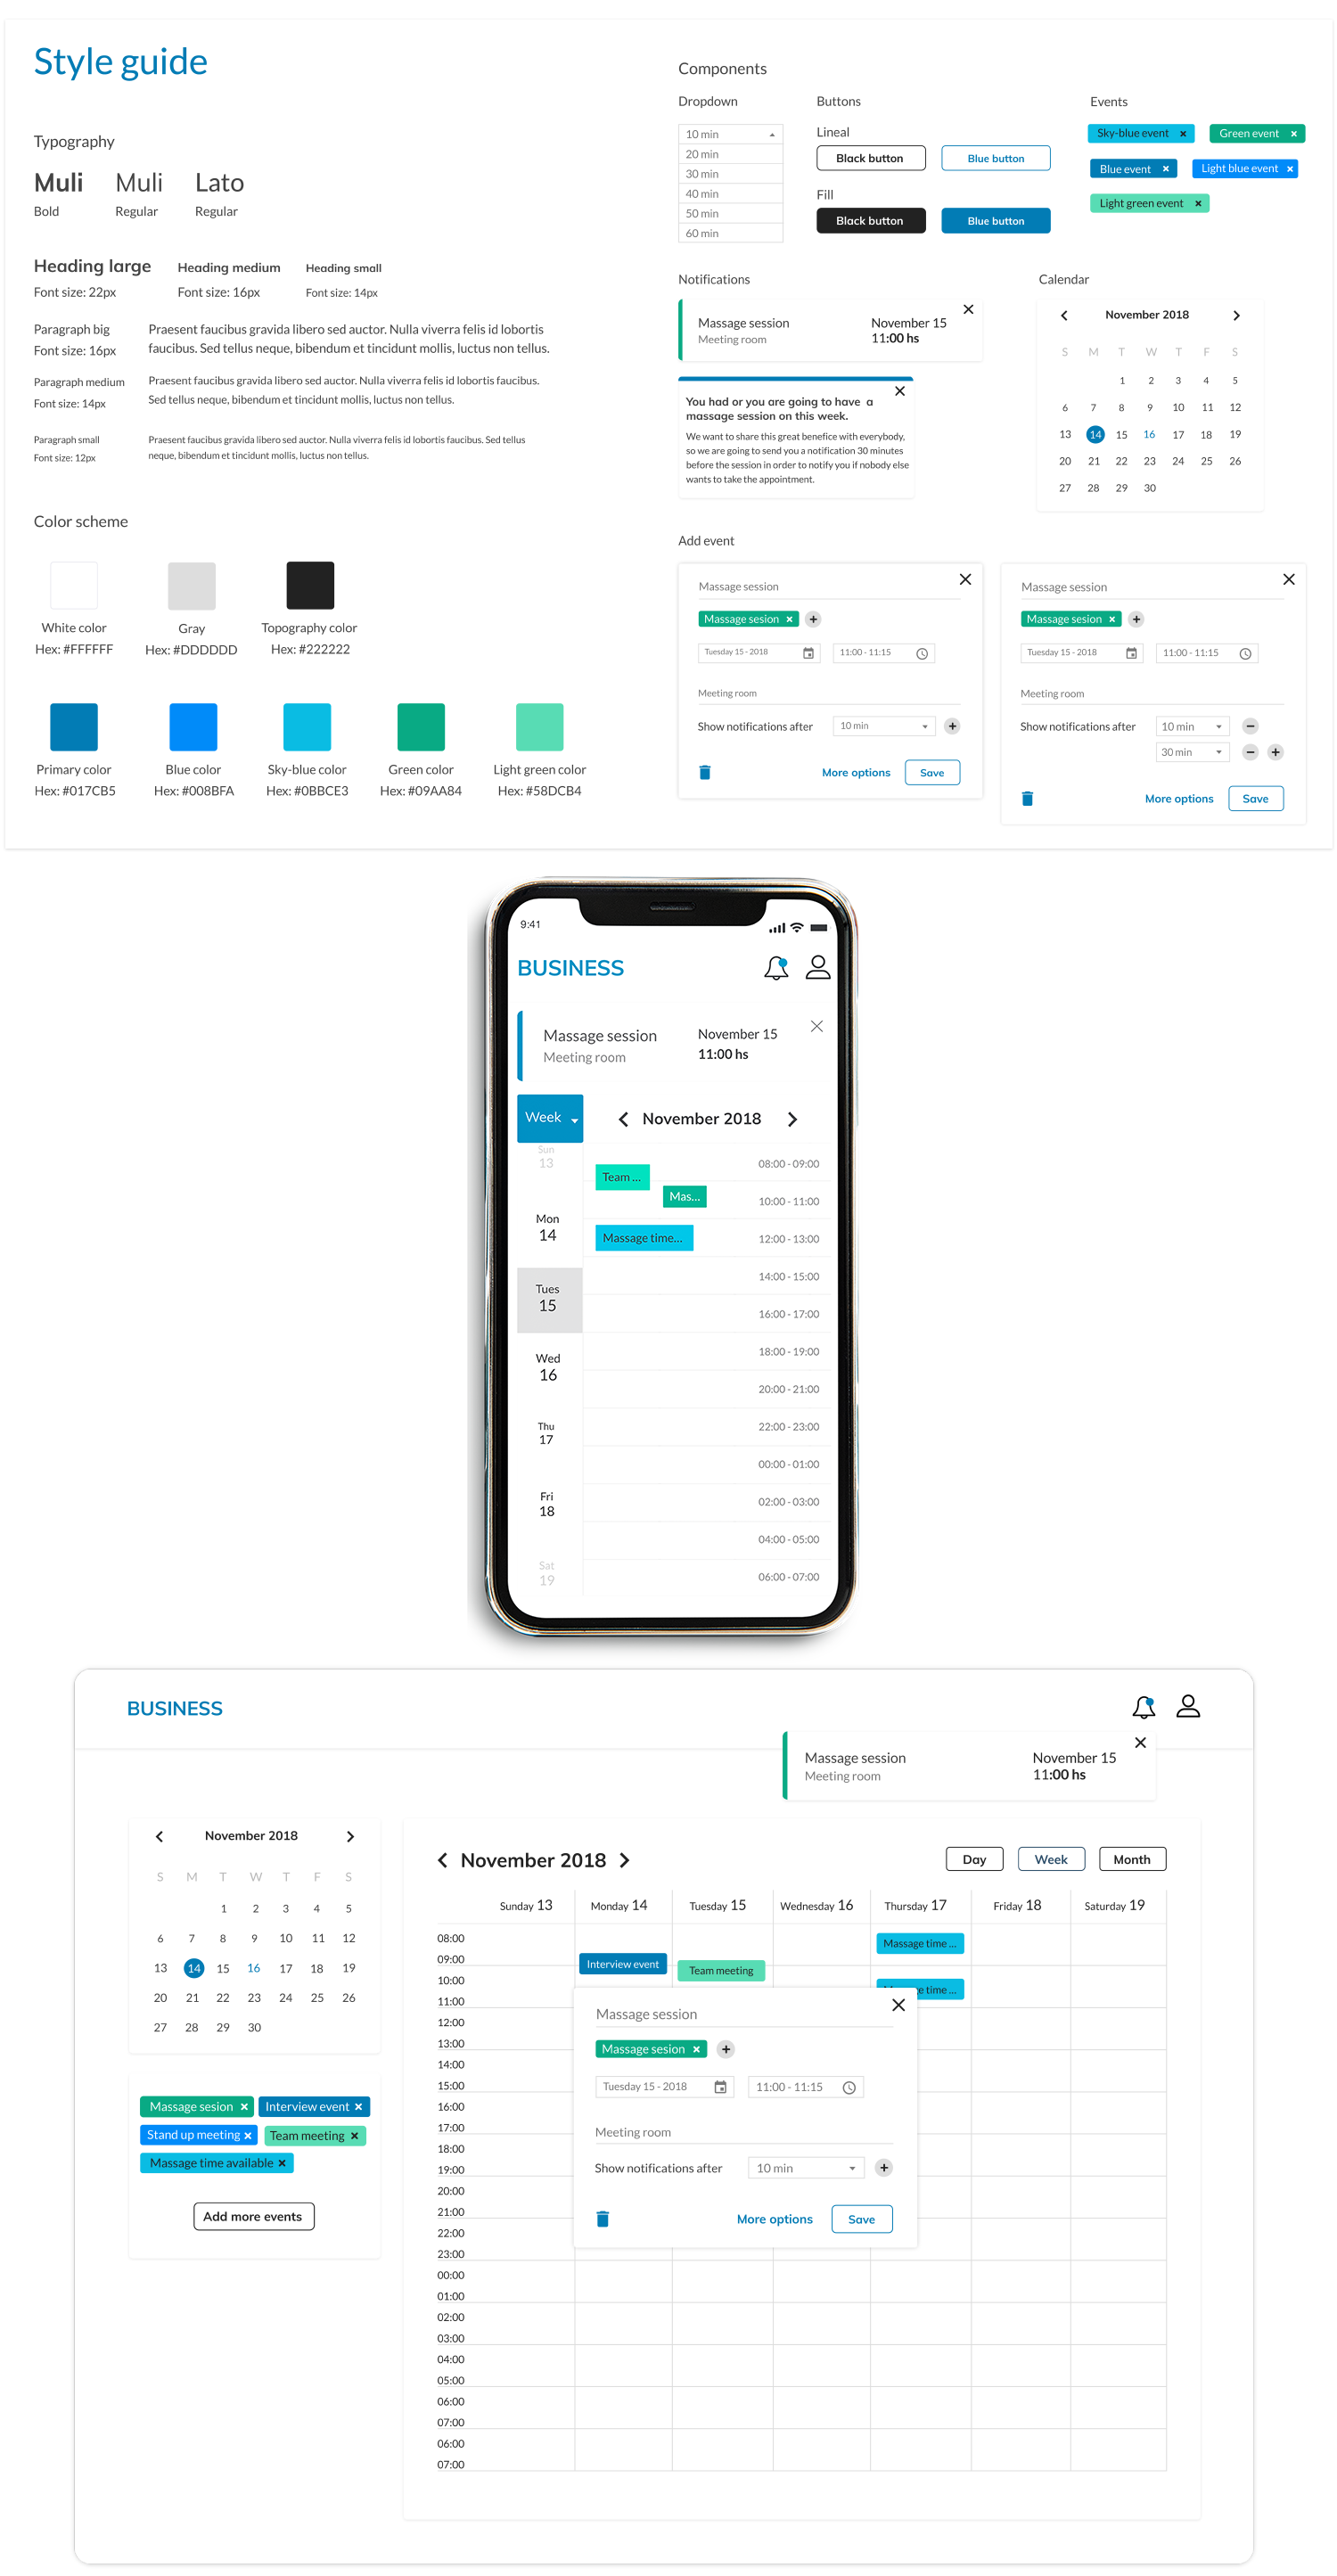 Style guide
Typography
Muli Muli Lato
Bold Regular Regular
Heading large Heading medium Heading small
Font size: 22px Font size: 16px Font size: 14px
Paragraph big
Font size: 16px
Praesent faucibus gravida libero sed auctor. Nulla viverra felis id lobortis
faucibus. Sed tellus neque, bibendum et tincidunt mollis, luctus non tellus.
Paragraph medium
Font size: 14px
Praesent faucibus gravida libero sed auctor. Nulla viverra felis id lobortis faucibus.
Sed tellus neque, bibendum et tincidunt mollis, luctus non tellus.
Paragraph small
Font size: 12px
Praesent faucibus gravida libero sed auctor. Nulla viverra felis id lobortis faucibus. Sed tellus
neque, bibendum et tincidunt mollis, luctus non tellus.
Color scheme
White color Gray Topography color
Hex: #FFFFFF Hex: #DDDDDD Hex: #222222
Primary color Blue color Sky-blue color Green color Light green color
Hex: #017CB5 Hex: #008BFA Hex: #0BBCE3 Hex: #09AA84 Hex: #58DCB4
Components
Dropdown
10 min
20 min
30 min
40 min
50 min
60 min
Buttons
Lineal
Black button Blue button
Fill
Black button Blue button
Events
Sky-blue event Green event
Blue event Light blue event
Light green event
Notifications
Massage session November 15
Meeting room 11:00 hs
You had or you are going to have a
massage session on this week.
We want to share this great benefice with everybody,
so we are going to send you a notification 30 minutes
before the session in order to notify you if nobody else
wants to take the appointment.
Calendar
November 2018
S M T W T F S
1 2 3 4 5
6 7 8 9 10 11 12
13 14 15 16 17 18 19
20 21 22 23 24 25 26
27 28 29 30
Add event
Massage session
Massage sesion
Tuesday 15 - 2018 11:00 - 11:15
Meeting room
Show notifications after 10 min
More options Save
Massage session
Massage sesion
Tuesday 15 - 2018 11:00 - 11:15
Meeting room
Show notifications after 10 min
30 min
More options Save
9:41
BUSINESS
Massage session November 15
Meeting room 11:00 hs
Week November 2018
Sun
13
Mon
14
Tues
15
Wed
16
Thu
17
Fri
18
Sat
19
Team ...
Mas...
Massage time...
08:00 - 09:00
10:00 - 11:00
12:00 - 13:00
14:00 - 15:00
16:00 - 17:00
18:00 - 19:00
20:00 - 21:00
22:00 - 23:00
00:00 - 01:00
02:00 - 03:00
04:00 - 05:00
06:00 - 07:00
BUSINESS
Massage session November 15
Meeting room 11:00 hs
November 2018
S M T W T F S
1 2 3 4 5
6 7 8 9 10 11 12
13 14 15 16 17 18 19
20 21 22 23 24 25 26
27 28 29 30
Massage sesion Interview event
Stand up meeting Team meeting
Massage time available
Add more events
November 2018 Day Week Month
Sunday 13 Monday 14 Tuesday 15 Wednesday 16 Thursday 17 Friday 18 Saturday 19
08:00
09:00
10:00
11:00
12:00
13:00
14:00
15:00
16:00
17:00
18:00
19:00
20:00
21:00
22:00
23:00
00:00
01:00
02:00
03:00
04:00
05:00
06:00
07:00
06:00
07:00
Massage time ...
Interview event
Team meeting
time ...
Massage session
Massage sesion
Tuesday 15 - 2018 11:00 - 11:15
Meeting room
Show notifications after 10 min
More options Save